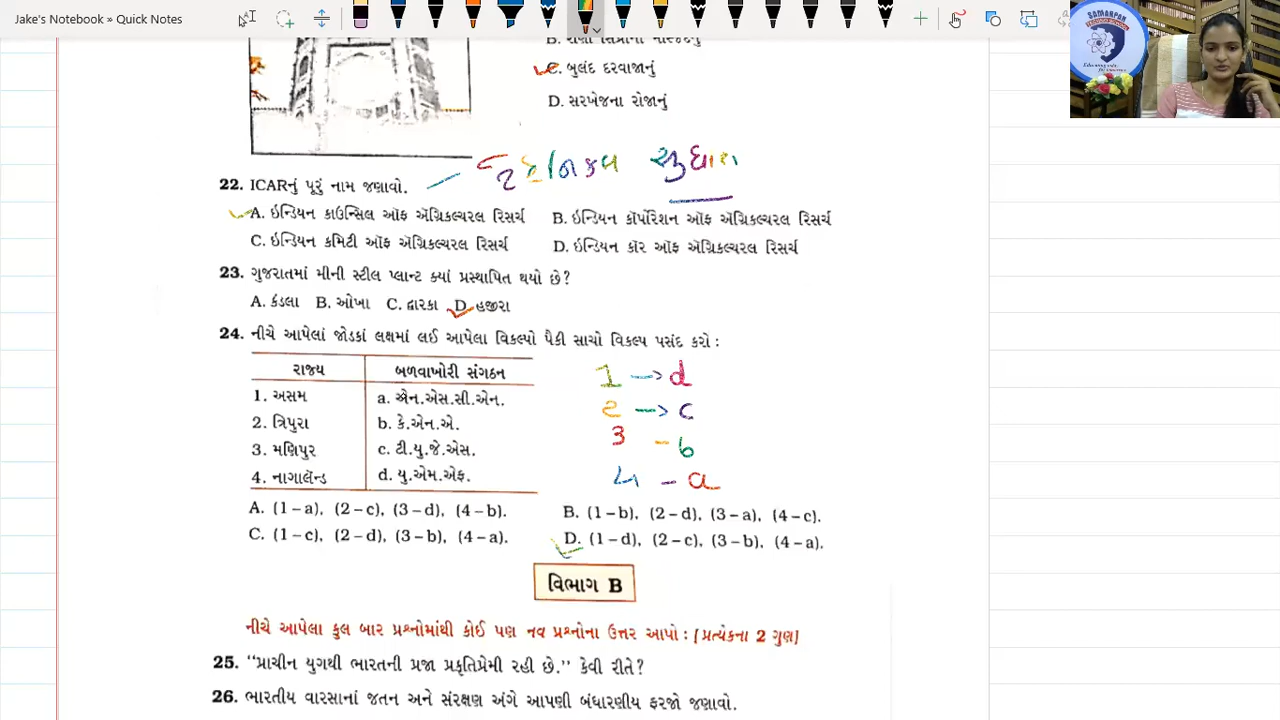 Jake's Notebook » Quick Notes
SAMARPAN
C. બુલંદ દરવાજાનું
D. સરખેજના રોજાનું
સુધારા
22. ICARનું પૂરું નામ જણાવો.
A. ઇન્ડિયન કાઉન્સિલ ઑફ ઍગ્રિકલ્ચરલ રિસર્ચ B. ઇન્ડિયન કૉર્પોરેશન ઑફ ઍગ્રિકલ્ચરલ રિસર્ચ
C. ઇન્ડિયન કમિટી ઑફ ઍગ્રિકલ્ચરલ રિસર્ચ D. ઇન્ડિયન કૉર ઑફ ઍગ્રિકલ્ચરલ રિસર્ચ
23. ગુજરાતમાં મીની સ્ટીલ પ્લાન્ટ ક્યાં પ્રસ્થાપિત થયો છે?
A. કંડલા B. ઓખા C. દ્વારકા D. હજીરા
24. નીચે આપેલાં જોડકાં લક્ષમાં લઈ આપેલા વિકલ્પો પૈકી સાચો વિકલ્પ પસંદ કરો :
રાજ્ય બળવાખોરી સંગઠન
1. અસમ a. એન.એસ.સી.એન. 1 → d
2. ત્રિપુરા b. કે.એન.એ. 2 → c
3. મણિપુર c. ટી.યુ.જે.એસ. 3 - b
4. નાગાલૅન્ડ d. યુ.એમ.એફ. 4 - a
A. (1 – a), (2 – c), (3 – d), (4 – b). B. (1 – b), (2 – d), (3 – a), (4 – c).
C. (1 – c), (2 – d), (3 – b), (4 – a). D. (1 – d), (2 – c), (3 – b), (4 – a).
વિભાગ B
નીચે આપેલા કુલ બાર પ્રશ્નોમાંથી કોઈ પણ નવ પ્રશ્નોના ઉત્તર આપો : [પ્રત્યેકના 2 ગુણ]
25. “પ્રાચીન યુગથી ભારતની પ્રજા પ્રકૃતિપ્રેમી રહી છે.” કેવી રીતે?
26. ભારતીય વારસાનાં જતન અને સંરક્ષણ અંગે આપણી બંધારણીય ફરજો જણાવો.